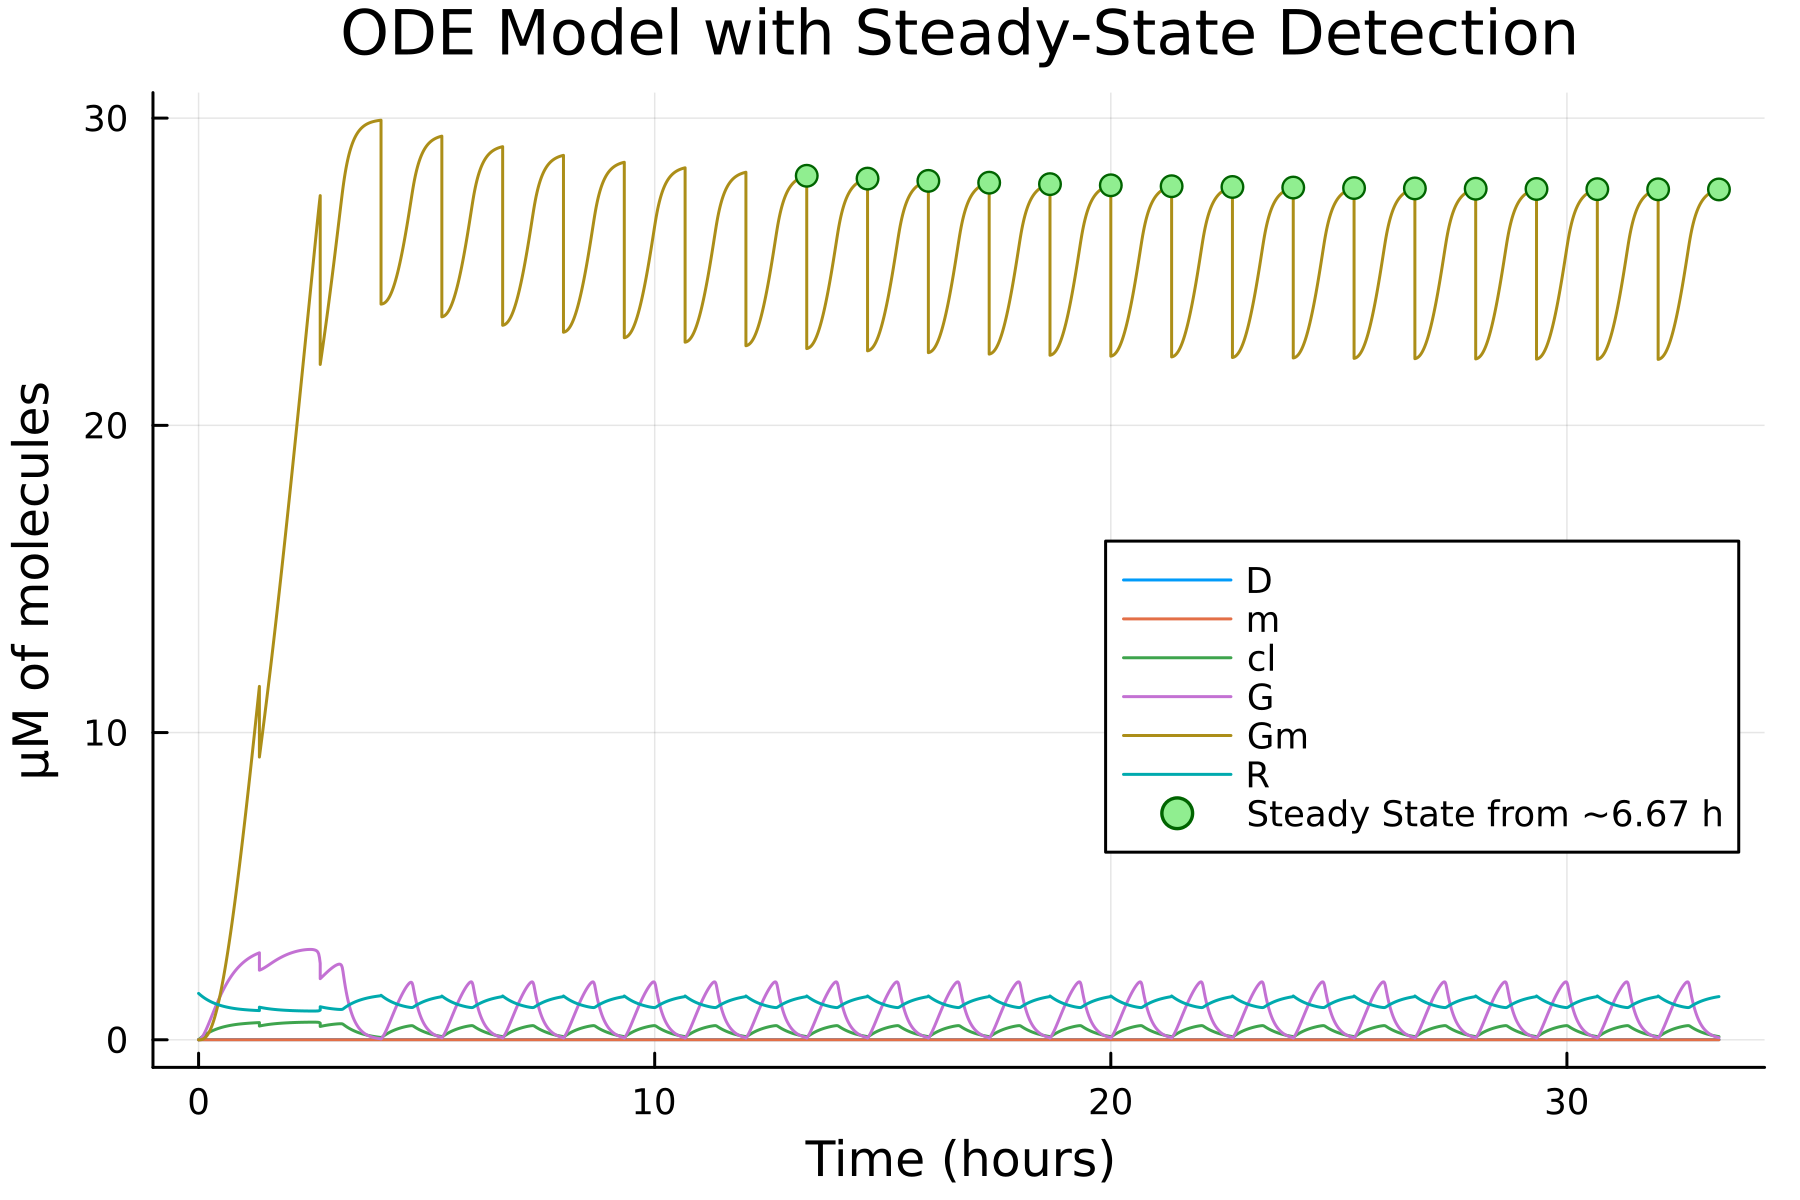 ODE Model with Steady-State Detection
30
20
10
0
µM of molecules
D
m
cl
G
Gm
R
Steady State from ~6.67 h
0 10 20 30
Time (hours)